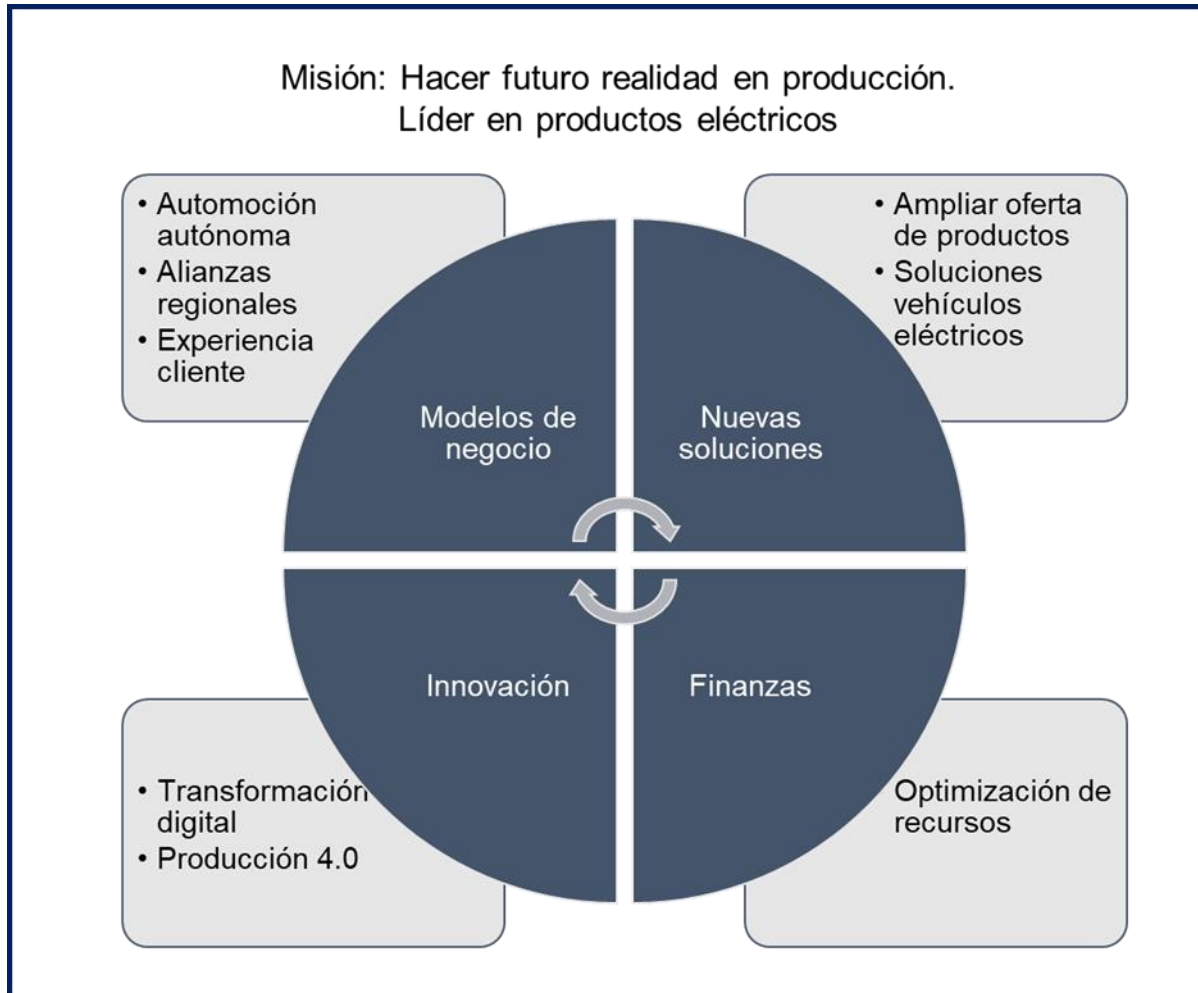 Misión: Hacer futuro realidad en producción.
Líder en productos eléctricos
• Automoción
autónoma
• Alianzas
regionales
• Experiencia
cliente
• Ampliar oferta
de productos
• Soluciones
vehículos
eléctricos
Modelos de
negocio
Nuevas
soluciones
Innovación
Finanzas
• Transformación
digital
• Producción 4.0
Optimización de
recursos